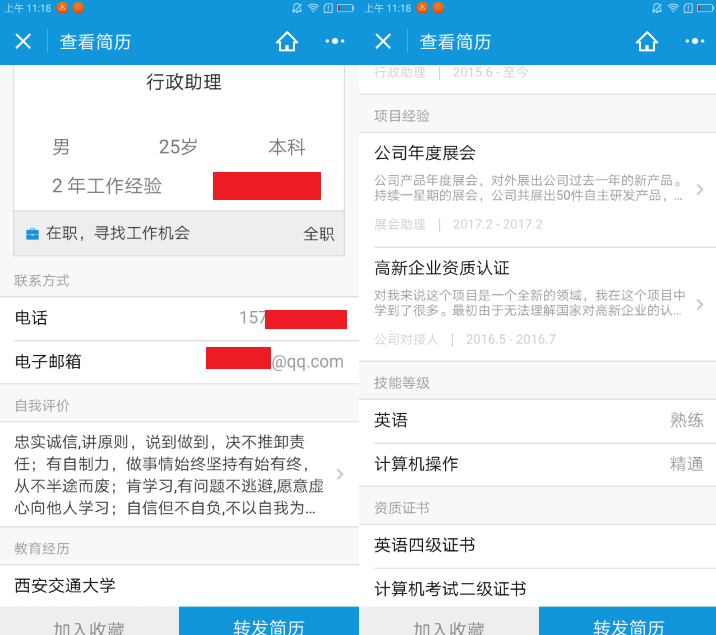 上午 11:18
查看简历
行政助理
男 25岁 本科
2 年工作经验
在职，寻找工作机会 全职
联系方式
电话 157
电子邮箱 @qq.com
自我评价
忠实诚信,讲原则，说到做到，决不推卸责
任；有自制力，做事情始终坚持有始有终，
从不半途而废；肯学习,有问题不逃避,愿意虚
心向他人学习；自信但不自负,不以自我为...
教育经历
西安交通大学
加入收藏 转发简历
上午 11:18
查看简历
行政助理 | 2015.6 - 至今
项目经验
公司年度展会
公司产品年度展会，对外展出公司过去一年的新产品。
持续一星期的展会，公司共展出50件自主研发产品，...
展会助理 | 2017.2 - 2017.2
高新企业资质认证
对我来说这个项目是一个全新的领域，我在这个项目中
学到了很多。最初由于无法理解国家对高新企业的认...
公司对接人 | 2016.5 - 2016.7
技能等级
英语 熟练
计算机操作 精通
资质证书
英语四级证书
计算机考试二级证书
加入收藏 转发简历